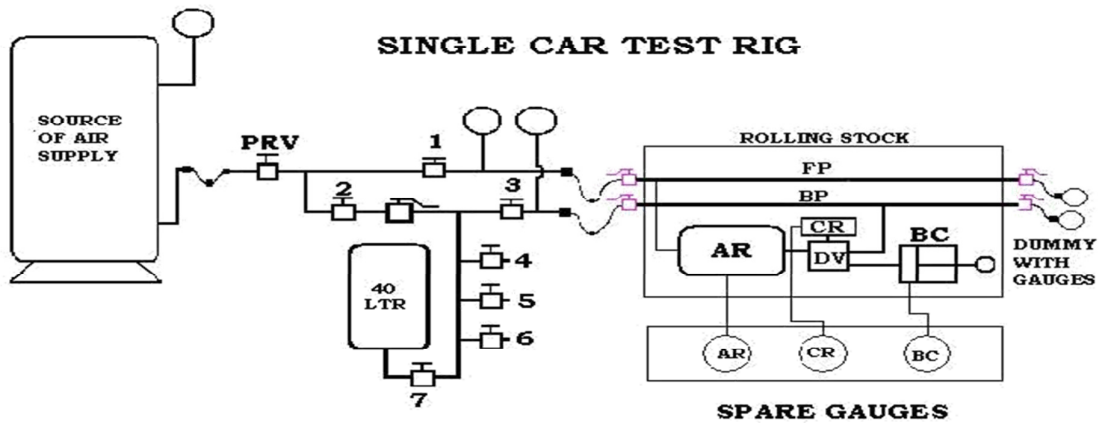 SINGLE CAR TEST RIG
SOURCE
OF AIR
SUPPLY
PRV
1
2
3
4
5
6
7
40
LTR
ROLLING STOCK
FP
BP
AR
CR
DV
BC
DUMMY
WITH
GAUGES
AR
CR
BC
SPARE GAUGES